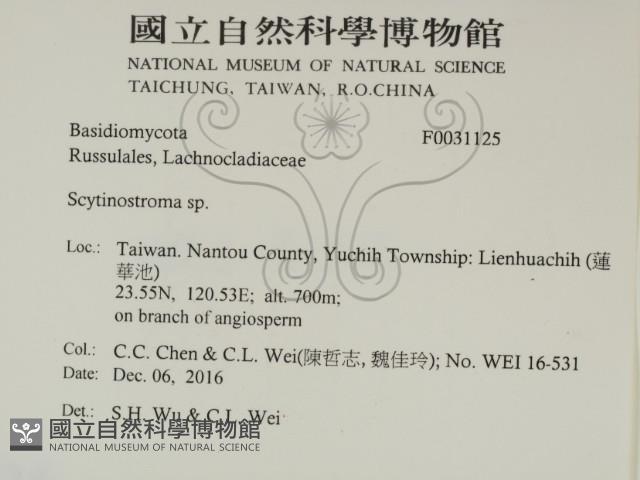 國立自然科學博物館
NATIONAL MUSEUM OF NATURAL SCIENCE
TAICHUNG, TAIWAN, R.O.CHINA
Basidiomycota F0031125
Russulales, Lachnocladiaceae
Scytinostroma sp.
Loc.: Taiwan. Nantou County, Yuchih Township: Lienhuachih (蓮
華池)
23.55N, 120.53E; alt. 700m;
on branch of angiosperm
Col.: C.C. Chen & C.L. Wei(陳哲志, 魏佳玲); No. WEI 16-531
Date: Dec. 06, 2016
Det.: S.H. Wu & C.L. Wei
國立自然科學博物館
NATIONAL MUSEUM OF NATURAL SCIENCE